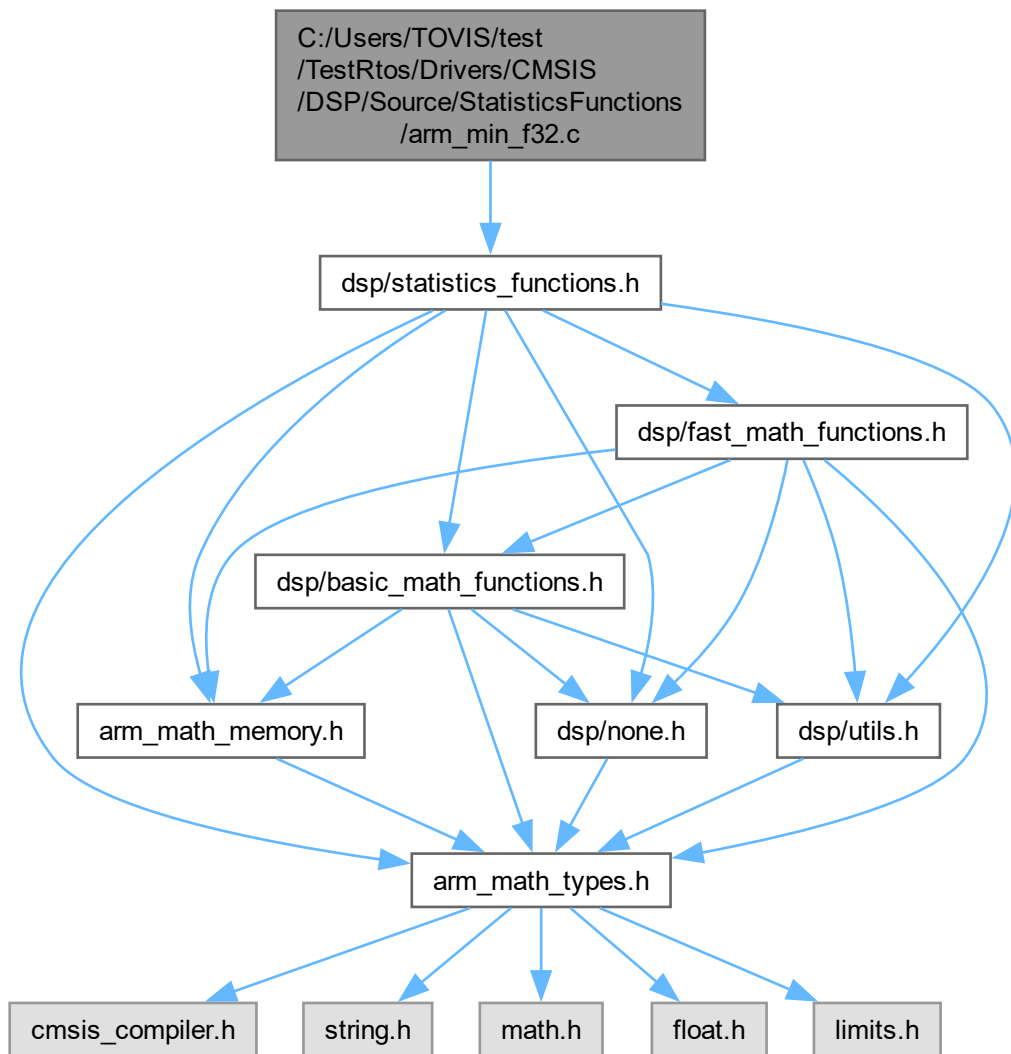 C:/Users/TOVIS/test
/TestRtos/Drivers/CMSIS
/DSP/Source/StatisticsFunctions
/arm_min_f32.c
dsp/statistics_functions.h
dsp/fast_math_functions.h
dsp/basic_math_functions.h
arm_math_memory.h
dsp/none.h
dsp/utils.h
arm_math_types.h
cmsis_compiler.h
string.h
math.h
float.h
limits.h